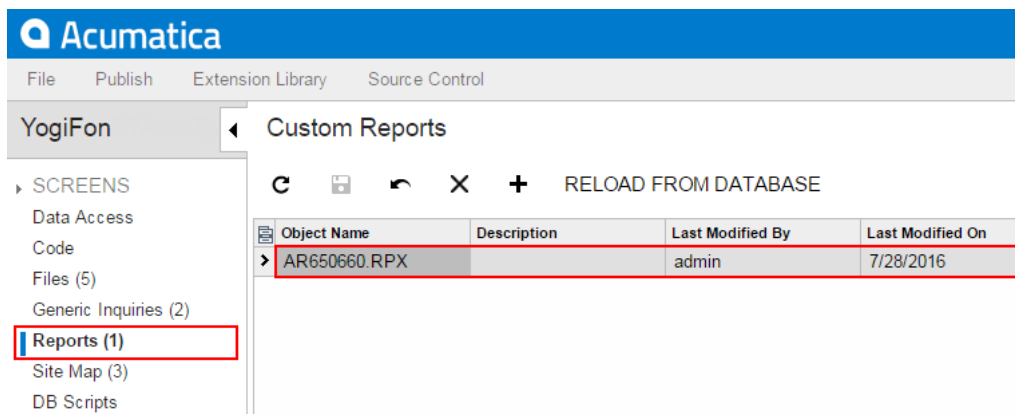 Acumatica
File Publish Extension Library Source Control
YogiFon
Custom Reports
SCREENS
Data Access
Code
Files (5)
Generic Inquiries (2)
Reports (1)
Site Map (3)
DB Scripts
RELOAD FROM DATABASE
Object Name Description Last Modified By Last Modified On
AR650660.RPX admin 7/28/2016